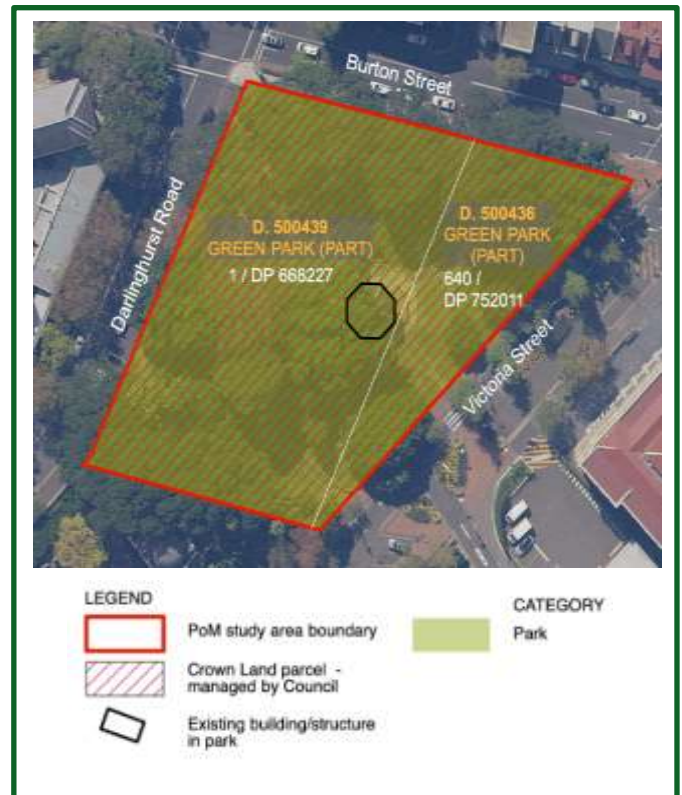 Burton Street
Darlinghurst Road
D. 500439
GREEN PARK (PART)
1 / DP 668227
D. 500436
GREEN PARK
(PART)
640 /
DP 752011
Victoria Street
LEGEND
PoM study area boundary
Crown Land parcel -
managed by Council
Existing building/structure
in park
CATEGORY
Park